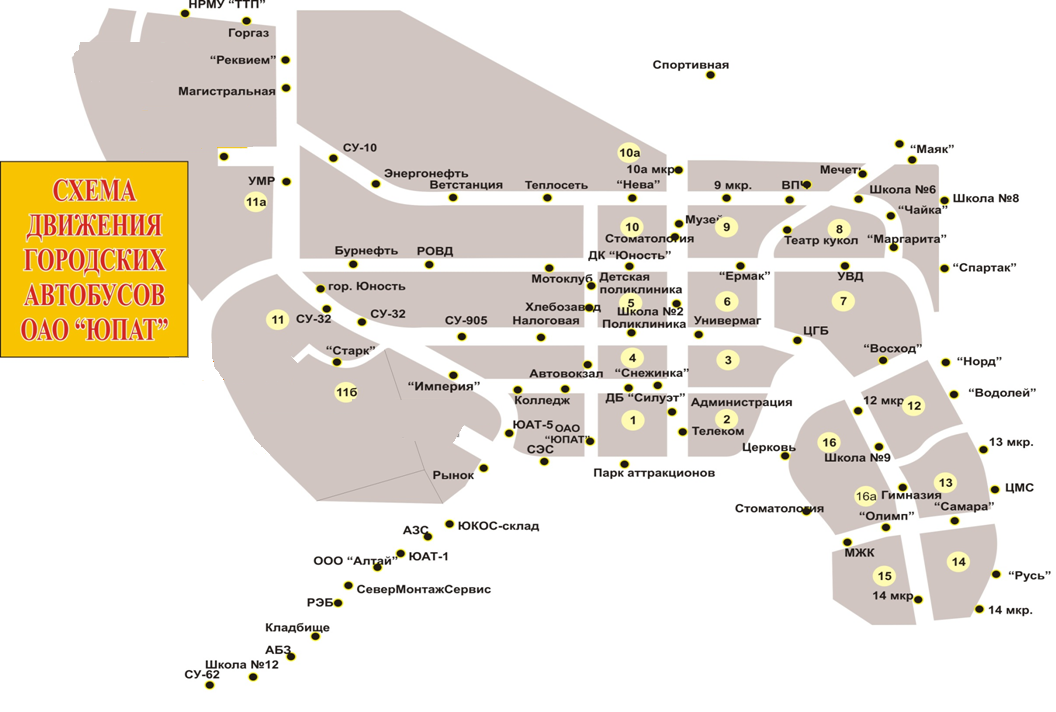 НРМУ “ТТП”
Горгаз
“Реквием”
Магистральная
Спортивная
СУ-10
10а
“Маяк”
Энергонефть
10а мкр.
Мечеть
УМР
Ветстанция
Теплосеть
“Нева”
9 мкр.
ВПЧ
Школа №6
Школа №8
11а
“Чайка”
СХЕМА
ДВИЖЕНИЯ
ГОРОДСКИХ
АВТОБУСОВ
ОАО “ЮПАТ”
10
Музей
9
8
Стоматология
Театр кукол
“Маргарита”
Бурнефть
РОВД
ДК “Юность”
Мотоклуб
Детская
поликлиника
“Ермак”
УВД
“Спартак”
гор. Юность
5
6
7
Хлебозавод
Школа №2
11
СУ-32
СУ-32
СУ-905
Налоговая
Поликлиника
Универмаг
ЦГБ
“Старк”
4
3
“Восход”
“Норд”
“Империя”
Автовокзал
“Снежинка”
11б
Колледж
ДБ “Силуэт”
Администрация
12 мкр.
12
“Водолей”
1
2
ЮАТ-5
ОАО
“ЮПАТ”
Телеком
16
13 мкр.
СЭС
Церковь
Школа №9
Рынок
Парк аттракционов
13
ЦМС
16а
Гимназия
Стоматология
“Олимп”
“Самара”
АЗС
ЮКОС-склад
МЖК
ООО “Алтай”
ЮАТ-1
14
15
“Русь”
СеверМонтажСервис
РЭБ
14 мкр.
14 мкр.
Кладбище
АБЗ
Школа №12
СУ-62